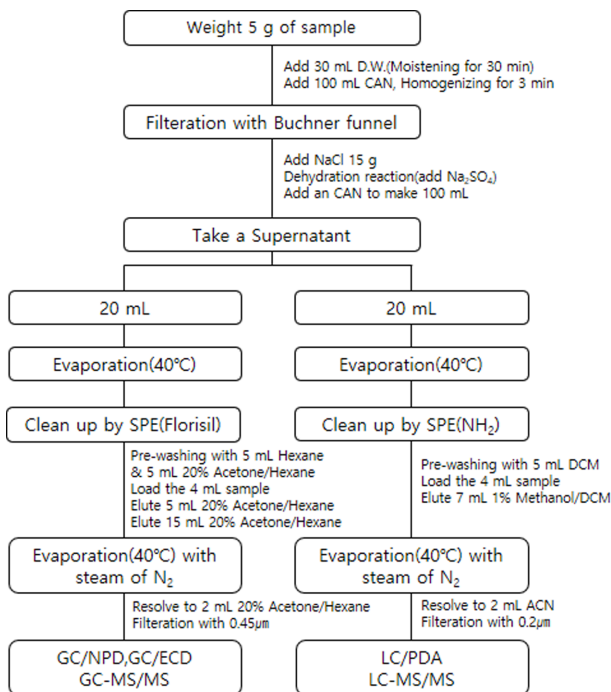 Weight 5 g of sample
Add 30 mL D.W.(Moistening for 30 min)
Add 100 mL CAN, Homogenizing for 3 min
Filteration with Buchner funnel
Add NaCl 15 g
Dehydration reaction(add Na₂SO₄)
Add an CAN to make 100 mL
Take a Supernatant
20 mL
Evaporation(40℃)
Clean up by SPE(Florisil)
Pre-washing with 5 mL Hexane
& 5 mL 20% Acetone/Hexane
Load the 4 mL sample
Elute 5 mL 20% Acetone/Hexane
Elute 15 mL 20% Acetone/Hexane
Evaporation(40℃) with
steam of N₂
Resolve to 2 mL 20% Acetone/Hexane
Filteration with 0.45㎛
GC/NPD,GC/ECD
GC-MS/MS
20 mL
Evaporation(40℃)
Clean up by SPE(NH₂)
Pre-washing with 5 mL DCM
Load the 4 mL sample
Elute 7 mL 1% Methanol/DCM
Evaporation(40℃) with
steam of N₂
Resolve to 2 mL ACN
Filteration with 0.2㎛
LC/PDA
LC-MS/MS